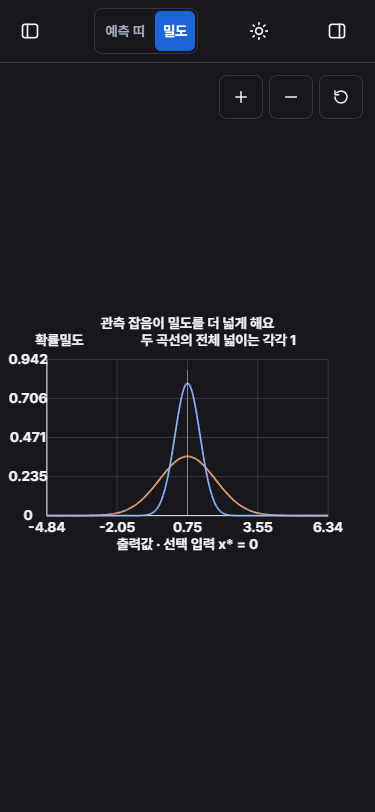 예측 띠 밀도
관측 잡음이 밀도를 더 넓게 해요
확률밀도 두 곡선의 전체 넓이는 각각 1
0.942
0.706
0.471
0.235
0
-4.84 -2.05 0.75 3.55 6.34
출력값 · 선택 입력 x* = 0